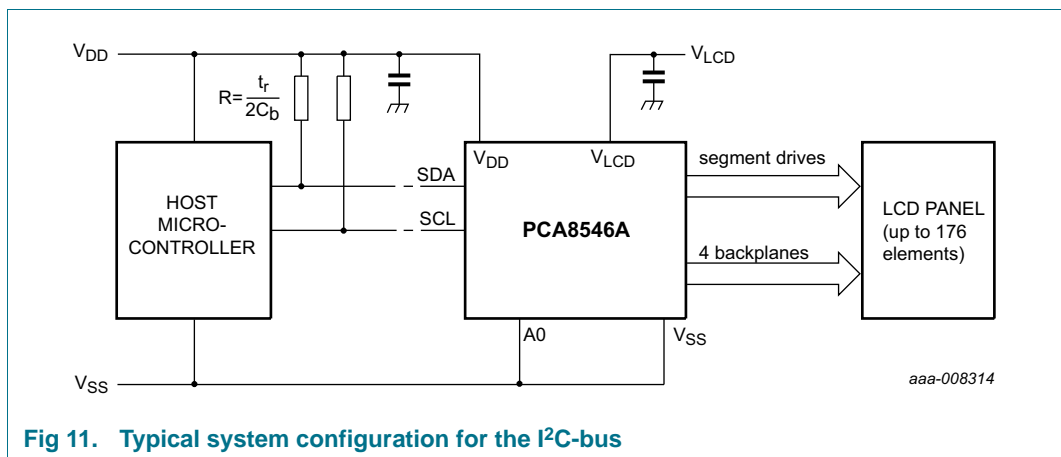 VDD
VLCD
R= tr
2Cb
VDD
VLCD
segment drives
SDA
HOST
MICRO-
CONTROLLER
SCL
PCA8546A
LCD PANEL
(up to 176
elements)
4 backplanes
A0
VSS
VSS
aaa-008314
Fig 11. Typical system configuration for the I2C-bus